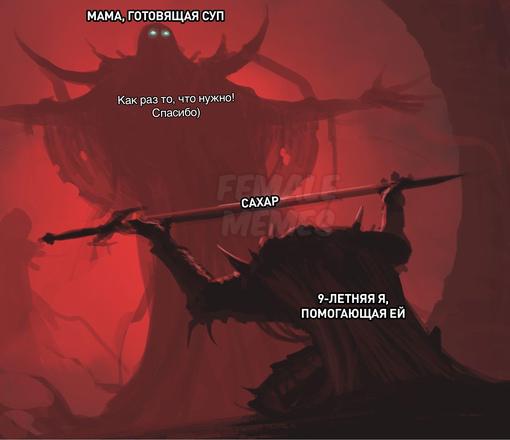 МАМА, ГОТОВЯЩАЯ СУП
Как раз то, что нужно!
Спасибо)
FEMALE
MEMES
САХАР
9-ЛЕТНЯЯ Я,
ПОМОГАЮЩАЯ ЕЙ